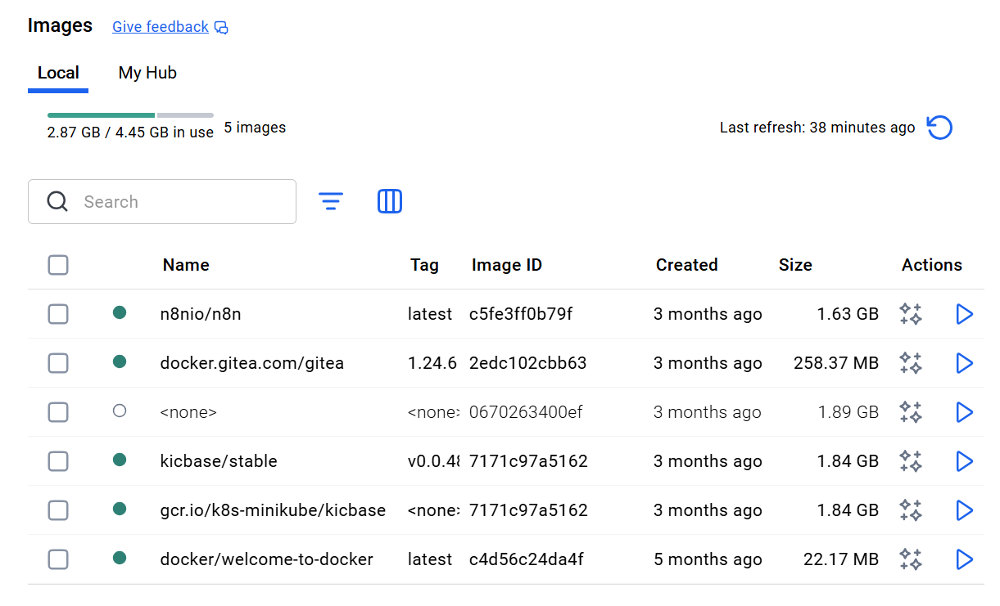 Images Give feedback
Local My Hub
2.87 GB / 4.45 GB in use 5 images Last refresh: 38 minutes ago
Search
Name Tag Image ID Created Size Actions
n8nio/n8n latest c5fe3ff0b79f 3 months ago 1.63 GB
docker.gitea.com/gitea 1.24.6 2edc102cbb63 3 months ago 258.37 MB
<none> <none> 0670263400ef 3 months ago 1.89 GB
kicbase/stable v0.0.48 7171c97a5162 3 months ago 1.84 GB
gcr.io/k8s-minikube/kicbase <none> 7171c97a5162 3 months ago 1.84 GB
docker/welcome-to-docker latest c4d56c24da4f 5 months ago 22.17 MB